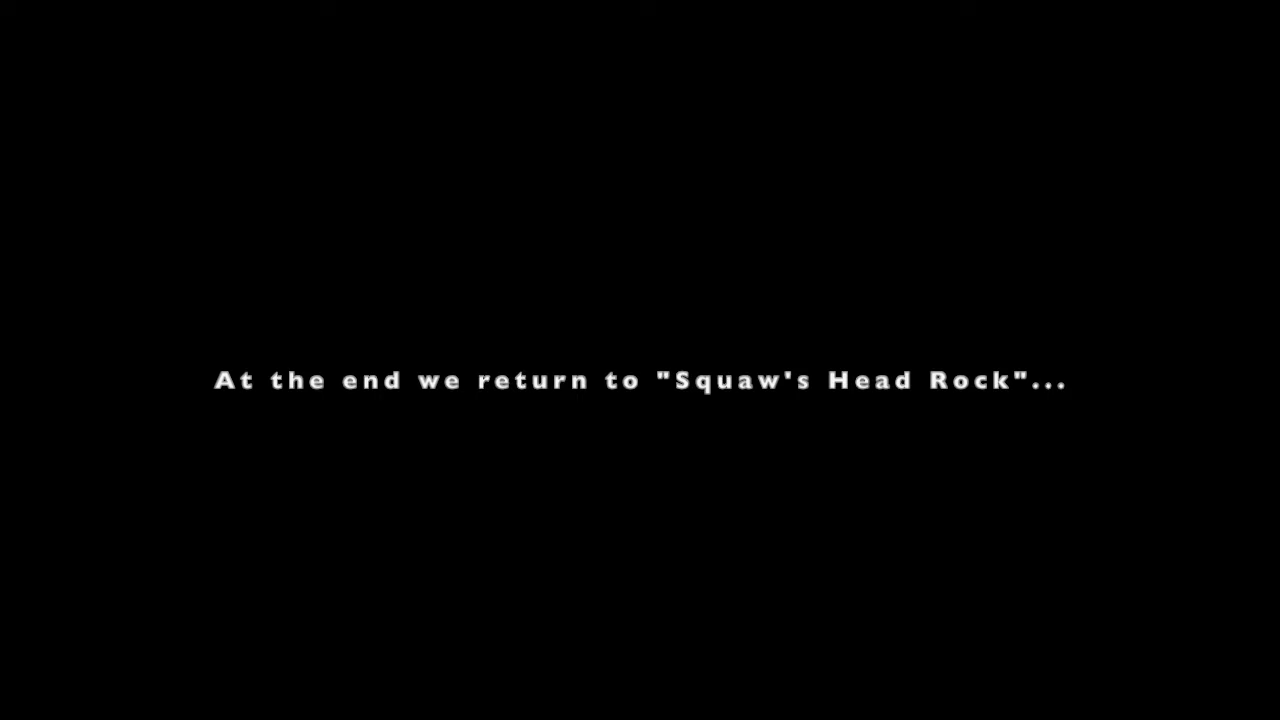 At the end we return to "Squaw's Head Rock"...